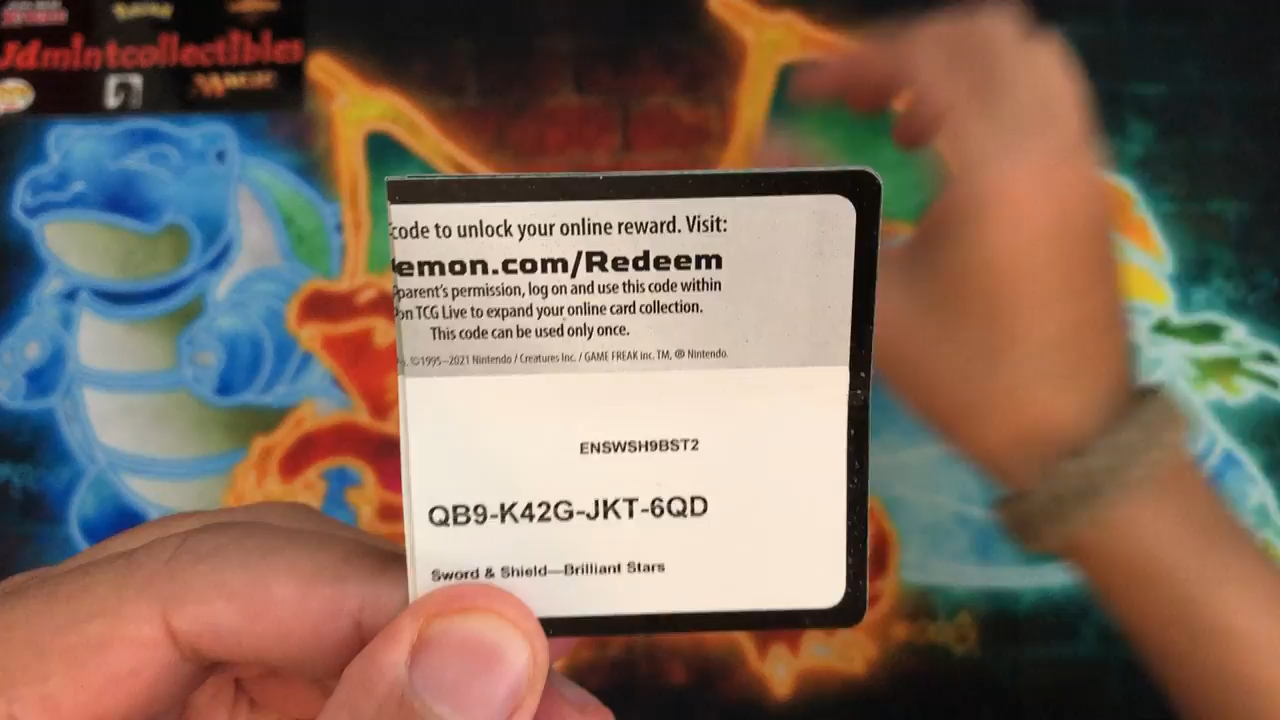 Jdmintcollectibles
MAGIC
code to unlock your online reward. Visit:
emon.com/Redeem
parent's permission, log on and use this code within
on TCG Live to expand your online card collection.
This code can be used only once.
©1995–2021 Nintendo / Creatures Inc. / GAME FREAK inc. TM, ® Nintendo.
ENSWSH9BST2
QB9-K42G-JKT-6QD
Sword & Shield—Brilliant Stars